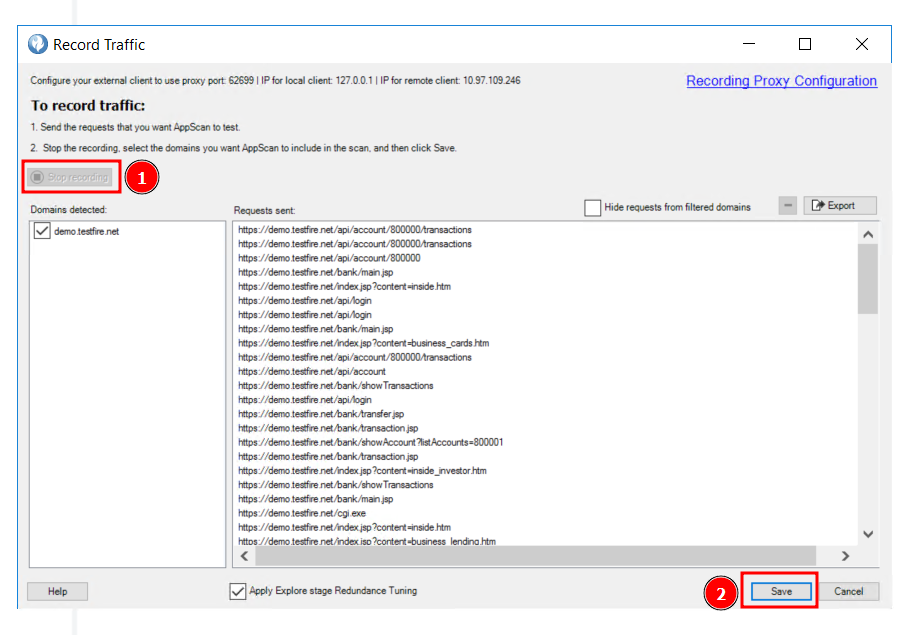 Record Traffic
Configure your external client to use proxy port: 62699 | IP for local client: 127.0.0.1 | IP for remote client: 10.97.109.246
Recording Proxy Configuration
To record traffic:
1. Send the requests that you want AppScan to test.
2. Stop the recording, select the domains you want AppScan to include in the scan, and then click Save.
Stop recording
1
Domains detected:
Requests sent:
Hide requests from filtered domains
Export
demo.testfire.net
https://demo.testfire.net/api/account/800000/transactions
https://demo.testfire.net/api/account/800000/transactions
https://demo.testfire.net/api/account/800000
https://demo.testfire.net/bank/main.jsp
https://demo.testfire.net/index.jsp?content=inside.htm
https://demo.testfire.net/api/login
https://demo.testfire.net/api/login
https://demo.testfire.net/bank/main.jsp
https://demo.testfire.net/index.jsp?content=business_cards.htm
https://demo.testfire.net/api/account/800000/transactions
https://demo.testfire.net/api/account
https://demo.testfire.net/bank/showTransactions
https://demo.testfire.net/api/login
https://demo.testfire.net/bank/transfer.jsp
https://demo.testfire.net/bank/transaction.jsp
https://demo.testfire.net/bank/showAccount?listAccounts=800001
https://demo.testfire.net/bank/transaction.jsp
https://demo.testfire.net/index.jsp?content=inside_investor.htm
https://demo.testfire.net/bank/showTransactions
https://demo.testfire.net/bank/main.jsp
https://demo.testfire.net/cgi.exe
https://demo.testfire.net/index.jsp?content=inside.htm
https://demo.testfire.net/index.jsp?content=business_lending.htm
Help
Apply Explore stage Redundance Tuning
2
Save
Cancel